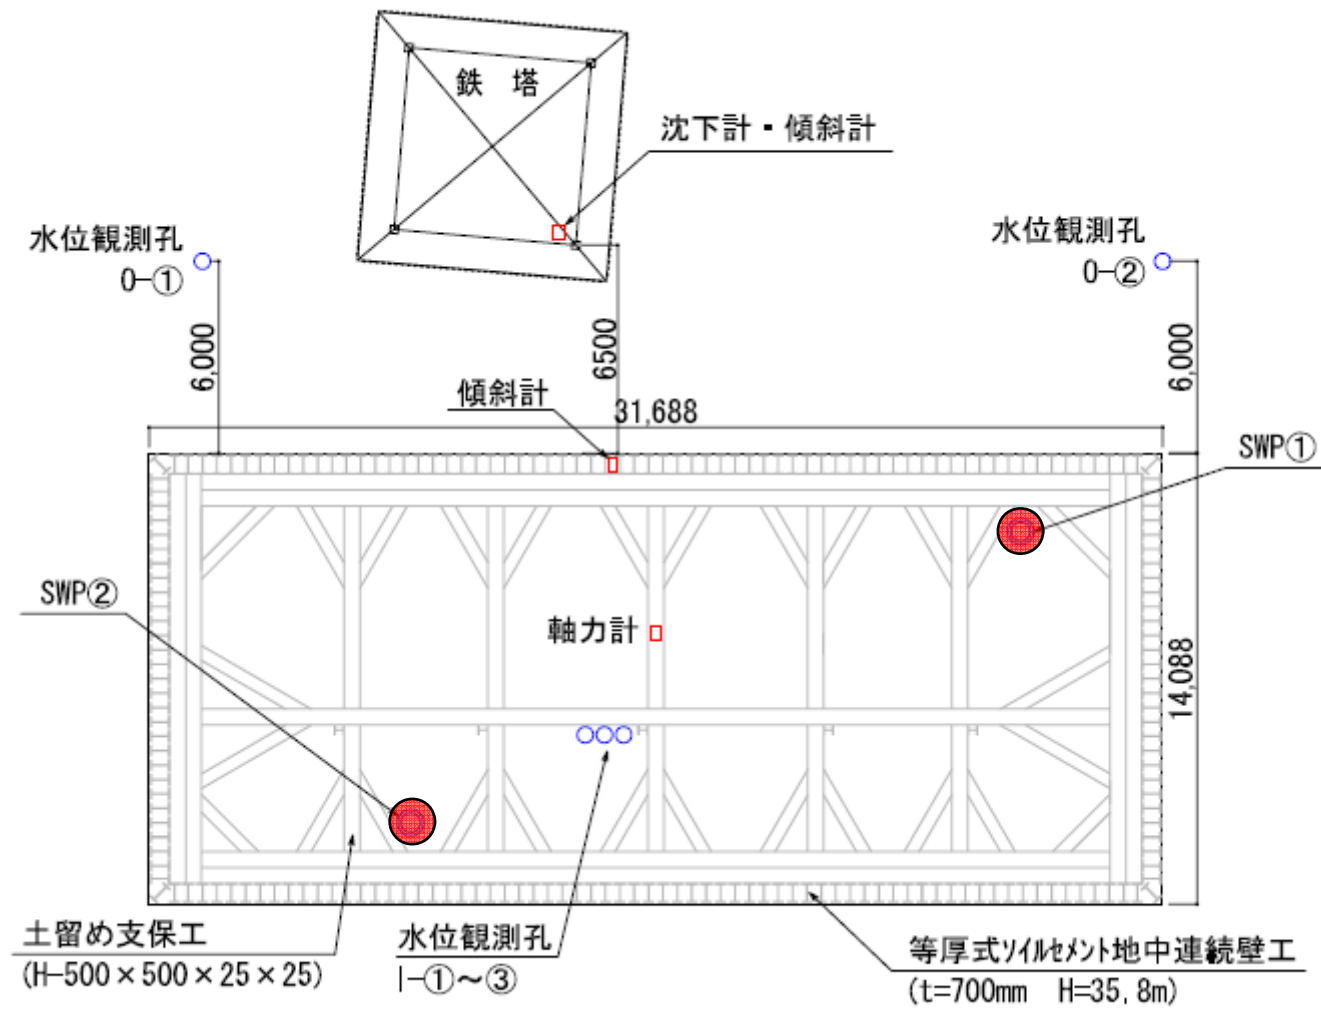 鉄 塔
沈下計・傾斜計
水位観測孔
O-①
水位観測孔
O-②
6,000
6500
6,000
傾斜計
31,688
SWP①
SWP②
軸力計
14,088
土留め支保工
(H-500×500×25×25)
水位観測孔
I-①～③
等厚式ｿｲﾙｾﾒﾝﾄ地中連続壁工
(t=700mm H=35.8m)